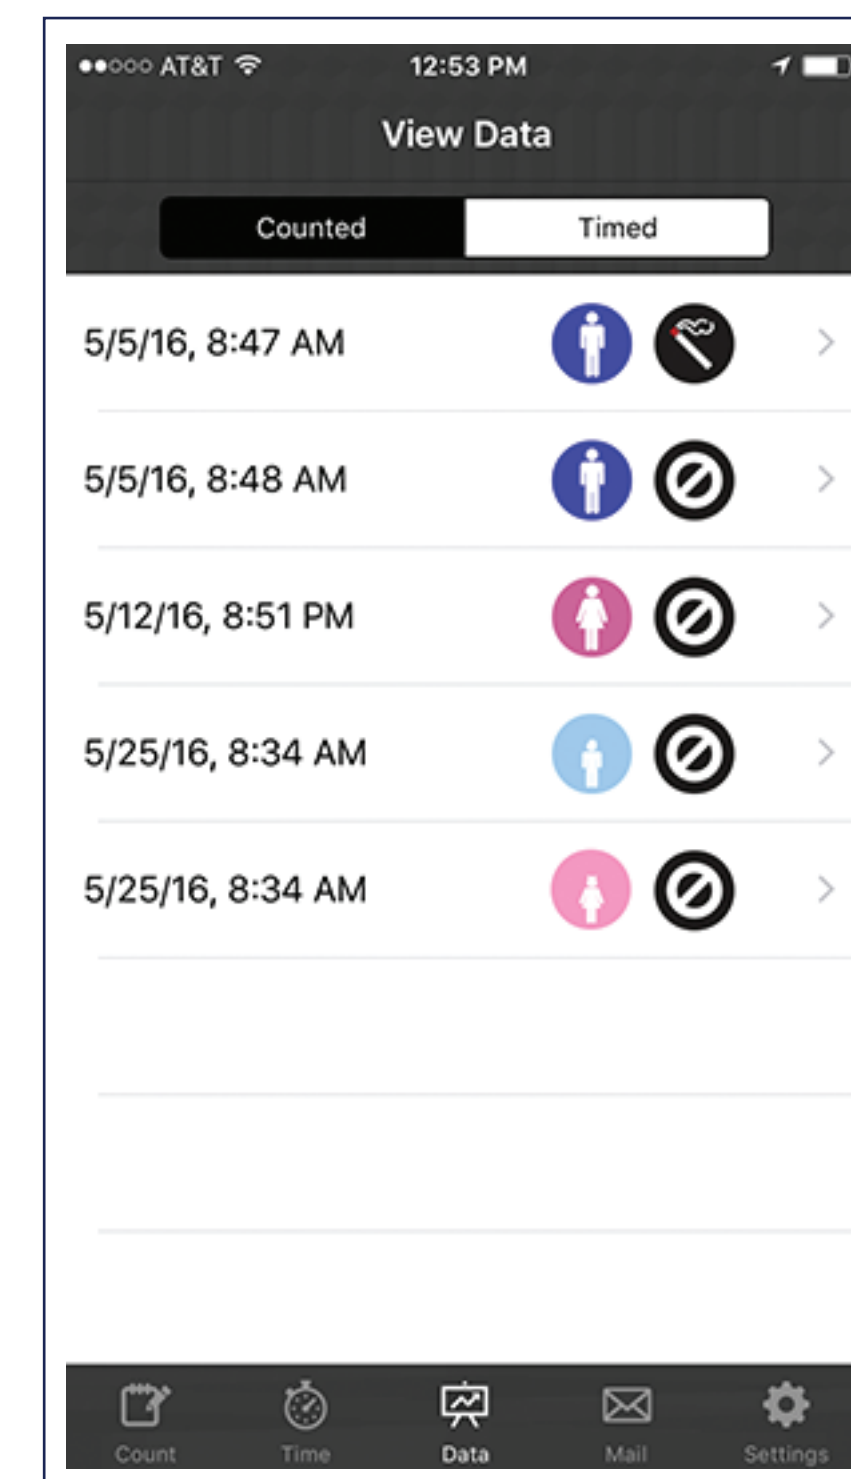 AT&T 12:53 PM
View Data
Counted Timed
5/5/16, 8:47 AM
5/5/16, 8:48 AM
5/12/16, 8:51 PM
5/25/16, 8:34 AM
5/25/16, 8:34 AM
Count Time Data Mail Settings